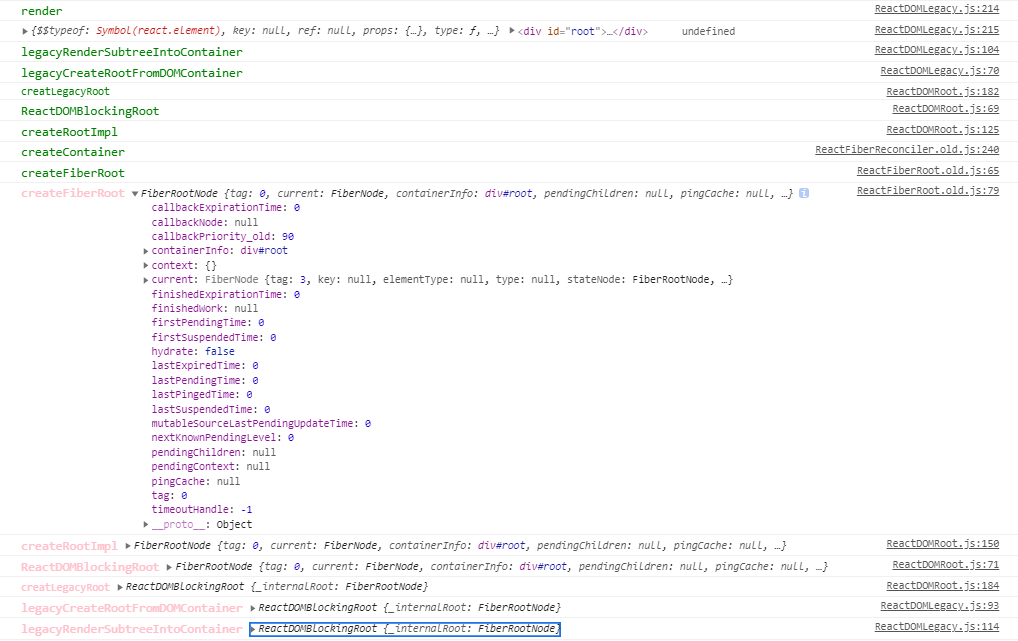 render ReactDOMLegacy.js:214
▶{$$typeof: Symbol(react.element), key: null, ref: null, props: {…}, type: ƒ, …} ▶<div id="root">…</div> undefined ReactDOMLegacy.js:215
legacyRenderSubtreeIntoContainer ReactDOMLegacy.js:104
legacyCreateRootFromDOMContainer ReactDOMLegacy.js:70
creatLegacyRoot ReactDOMRoot.js:182
ReactDOMBlockingRoot ReactDOMRoot.js:69
createRootImpl ReactDOMRoot.js:125
createContainer ReactFiberReconciler.old.js:240
createFiberRoot ReactFiberRoot.old.js:65
createFiberRoot ▼FiberRootNode {tag: 0, current: FiberNode, containerInfo: div#root, pendingChildren: null, pingCache: null, …} i ReactFiberRoot.old.js:79
callbackExpirationTime: 0
callbackNode: null
callbackPriority_old: 90
▶containerInfo: div#root
▶context: {}
▶current: FiberNode {tag: 3, key: null, elementType: null, type: null, stateNode: FiberRootNode, …}
finishedExpirationTime: 0
finishedWork: null
firstPendingTime: 0
firstSuspendedTime: 0
hydrate: false
lastExpiredTime: 0
lastPendingTime: 0
lastPingedTime: 0
lastSuspendedTime: 0
mutableSourceLastPendingUpdateTime: 0
nextKnownPendingLevel: 0
pendingChildren: null
pendingContext: null
pingCache: null
tag: 0
timeoutHandle: -1
▶__proto__: Object
createRootImpl ▶FiberRootNode {tag: 0, current: FiberNode, containerInfo: div#root, pendingChildren: null, pingCache: null, …} ReactDOMRoot.js:150
ReactDOMBlockingRoot ▶FiberRootNode {tag: 0, current: FiberNode, containerInfo: div#root, pendingChildren: null, pingCache: null, …} ReactDOMRoot.js:71
creatLegacyRoot ▶ReactDOMBlockingRoot {_internalRoot: FiberRootNode} ReactDOMRoot.js:184
legacyCreateRootFromDOMContainer ▶ReactDOMBlockingRoot {_internalRoot: FiberRootNode} ReactDOMLegacy.js:93
legacyRenderSubtreeIntoContainer ▶ReactDOMBlockingRoot {_internalRoot: FiberRootNode} ReactDOMLegacy.js:114